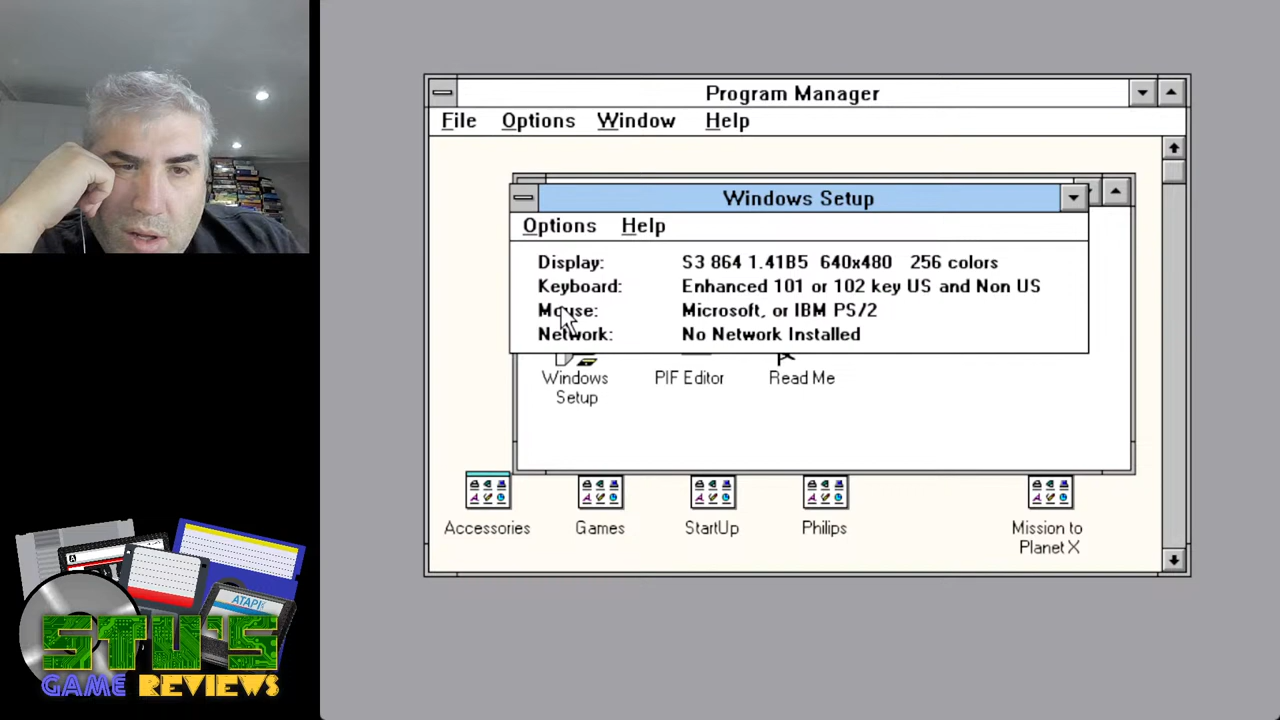 Program Manager
File Options Window Help
Windows Setup
Options Help
Display: S3 864 1.41B5 640x480 256 colors
Keyboard: Enhanced 101 or 102 key US and Non US
Mouse: Microsoft, or IBM PS/2
Network: No Network Installed
Windows Setup
PIF Editor
Read Me
Accessories
Games
StartUp
Philips
Mission to
Planet X
A
ATAPI
STU'S
GAME REVIEWS